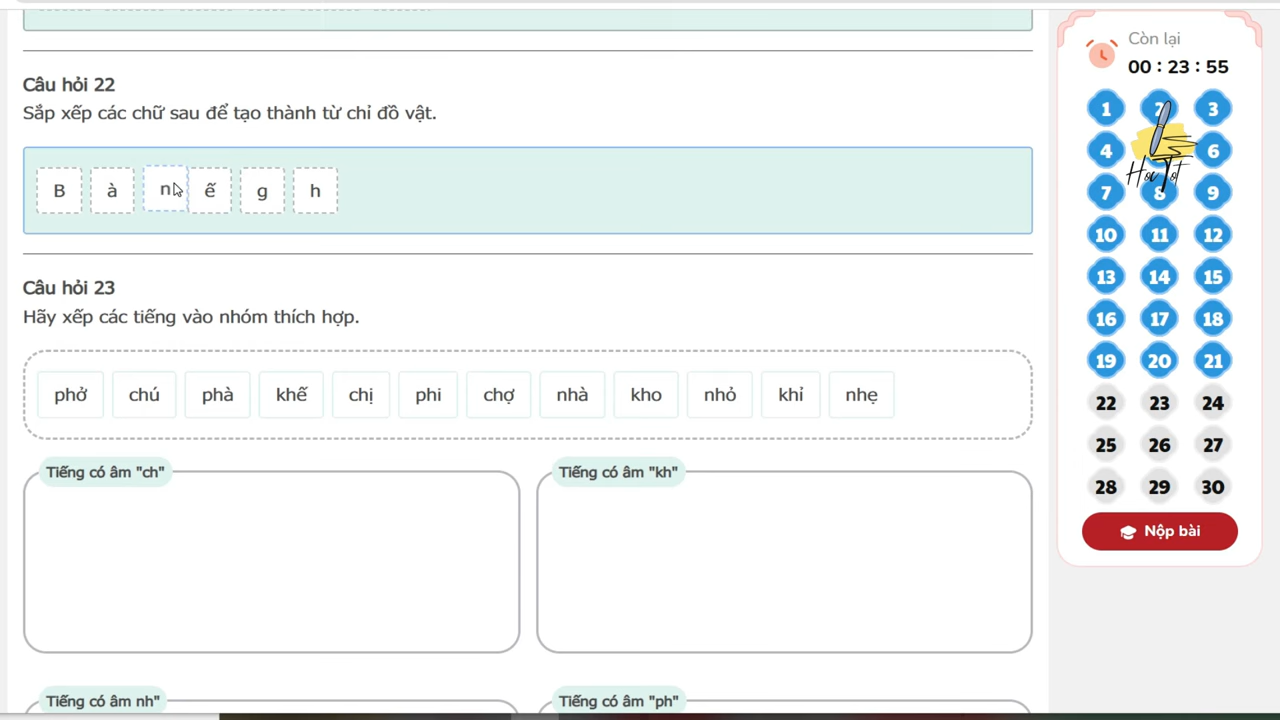 Câu hỏi 22
Sắp xếp các chữ sau để tạo thành từ chỉ đồ vật.
B à n ế g h
Câu hỏi 23
Hãy xếp các tiếng vào nhóm thích hợp.
phở chú phà khế chị phi chợ nhà kho nhỏ khỉ nhẹ
Tiếng có âm "ch" Tiếng có âm "kh"
Tiếng có âm nh" Tiếng có âm "ph"
Còn lại
00 : 23 : 55
1 2 3
4 6
Học Tốt
7 8 9
10 11 12
13 14 15
16 17 18
19 20 21
22 23 24
25 26 27
28 29 30
Nộp bài